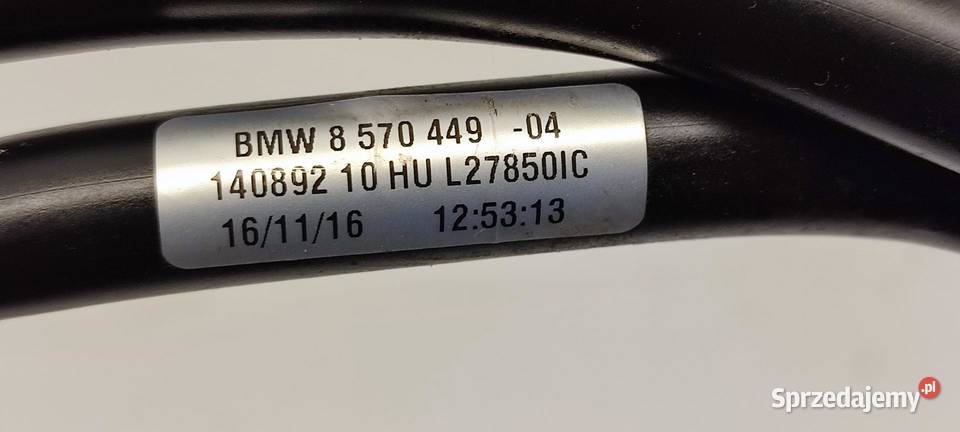 BMW 8 570 449 -04
140892 10 HU L27850IC
16/11/16 12:53:13
Sprzedajemy.pl